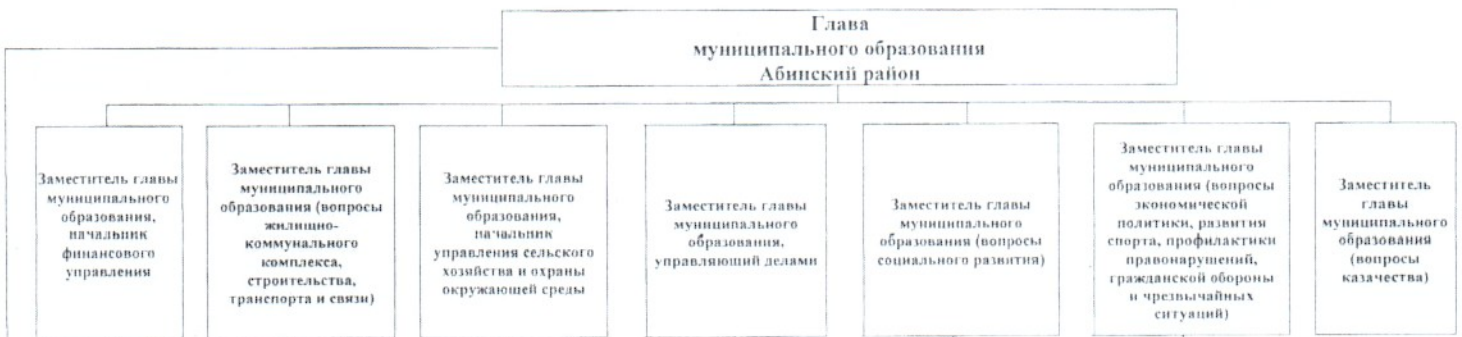 Глава
муниципального образования
Абинский район
Заместитель главы
муниципального
образования,
начальник
финансового
управления
Заместитель главы
муниципального
образования (вопросы
жилищно-
коммунального
комплекса,
строительства,
транспорта и связи)
Заместитель главы
муниципального
образования,
начальник
управления сельского
хозяйства и охраны
окружающей среды
Заместитель главы
муниципального
образования,
управляющий делами
Заместитель главы
муниципального
образования (вопросы
социального развития)
Заместитель главы
муниципального
образования (вопросы
экономической
политики, развития
спорта, профилактики
правонарушений,
гражданской обороны
и чрезвычайных
ситуаций)
Заместитель
главы
муниципального
образования
(вопросы
казачества)